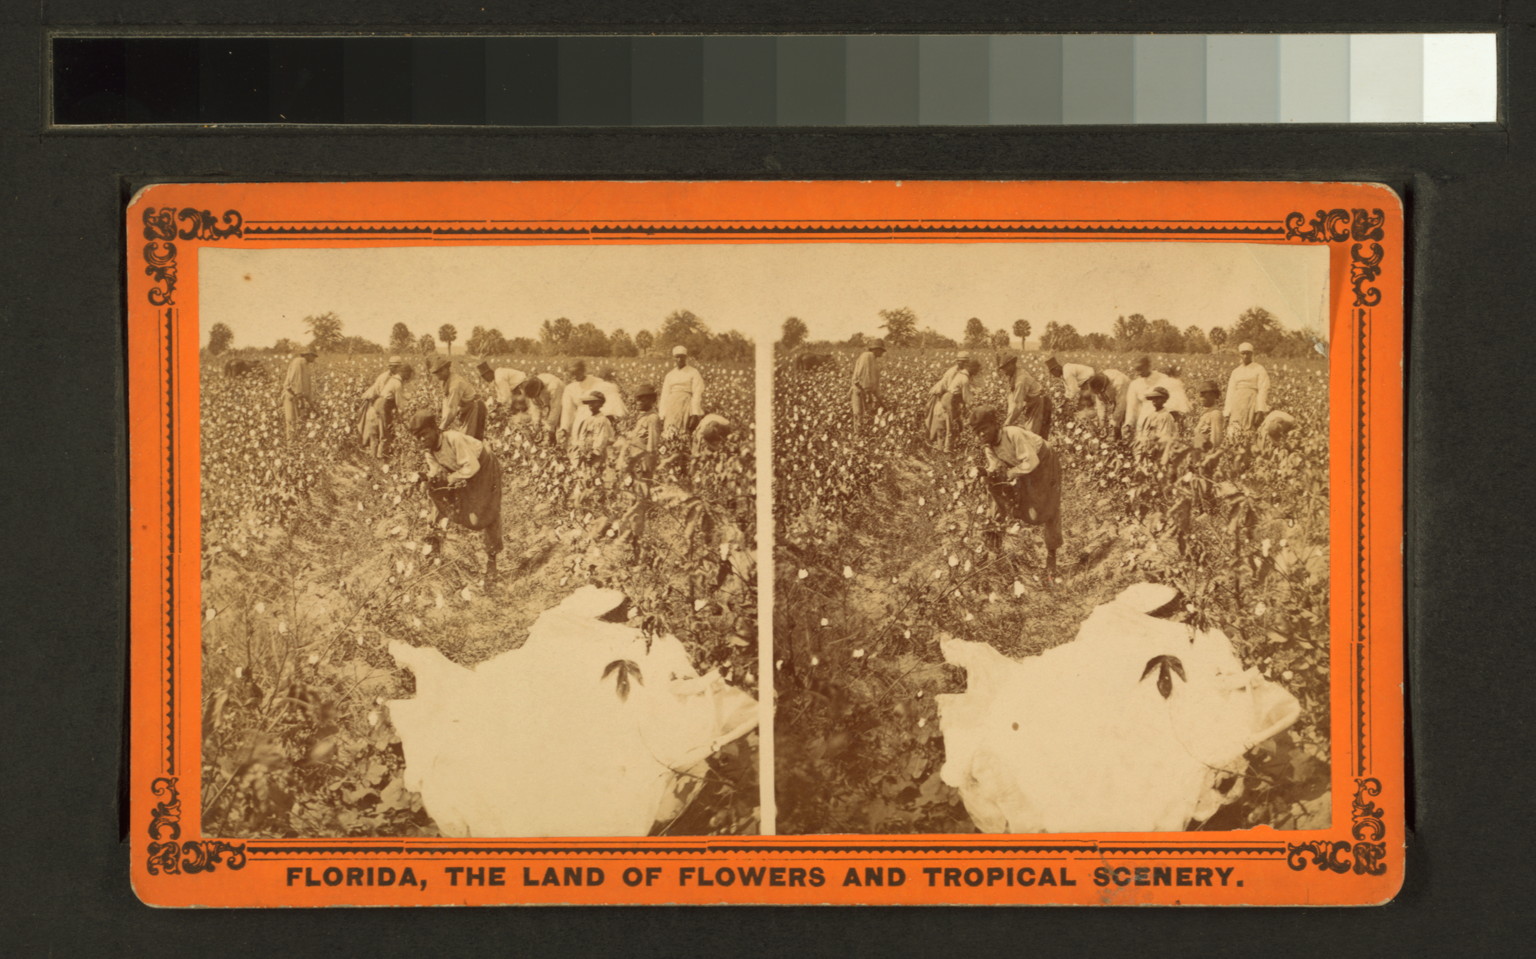 FLORIDA, THE LAND OF FLOWERS AND TROPICAL SCENERY.